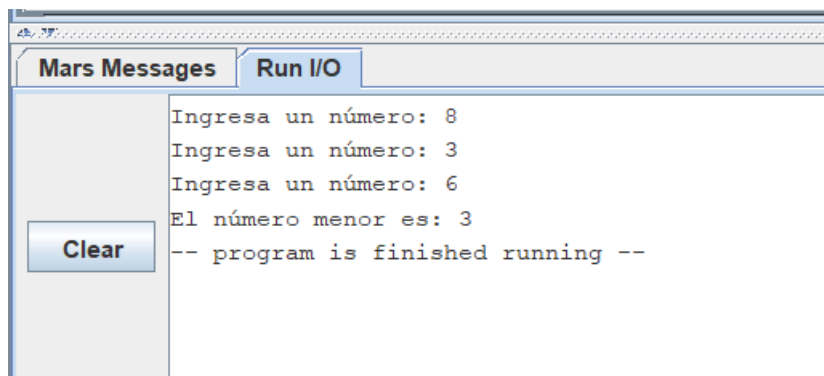 Mars Messages Run I/O
Ingresa un número: 8
Ingresa un número: 3
Ingresa un número: 6
El número menor es: 3
Clear
-- program is finished running --